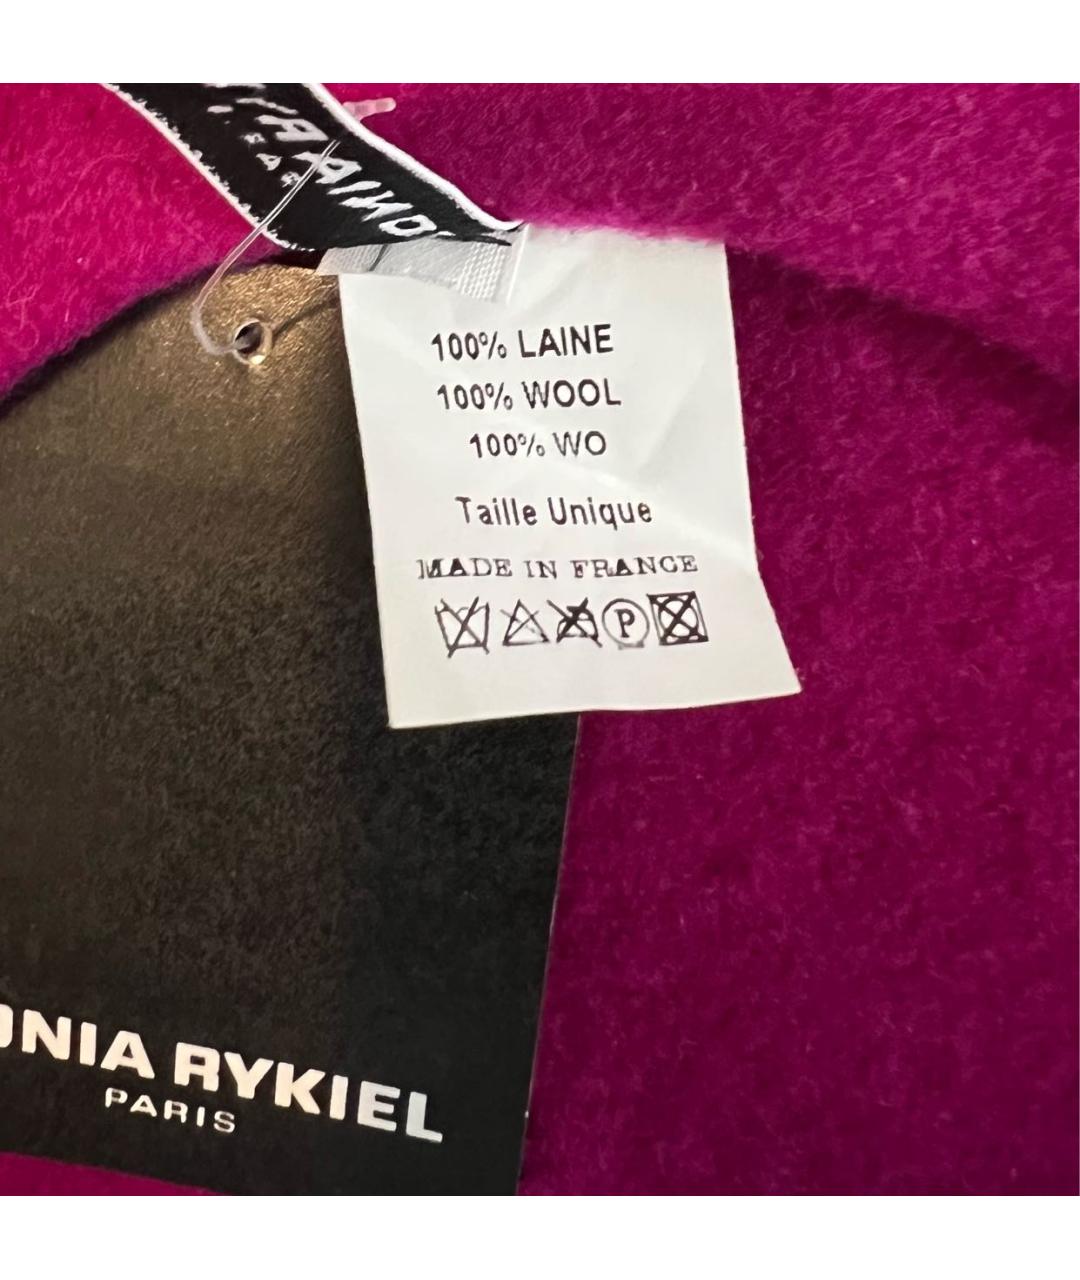 100% LAINE
100% WOOL
100% WO
Taille Unique
MADE IN FRANCE
P
ONIA RYKIEL
PARIS